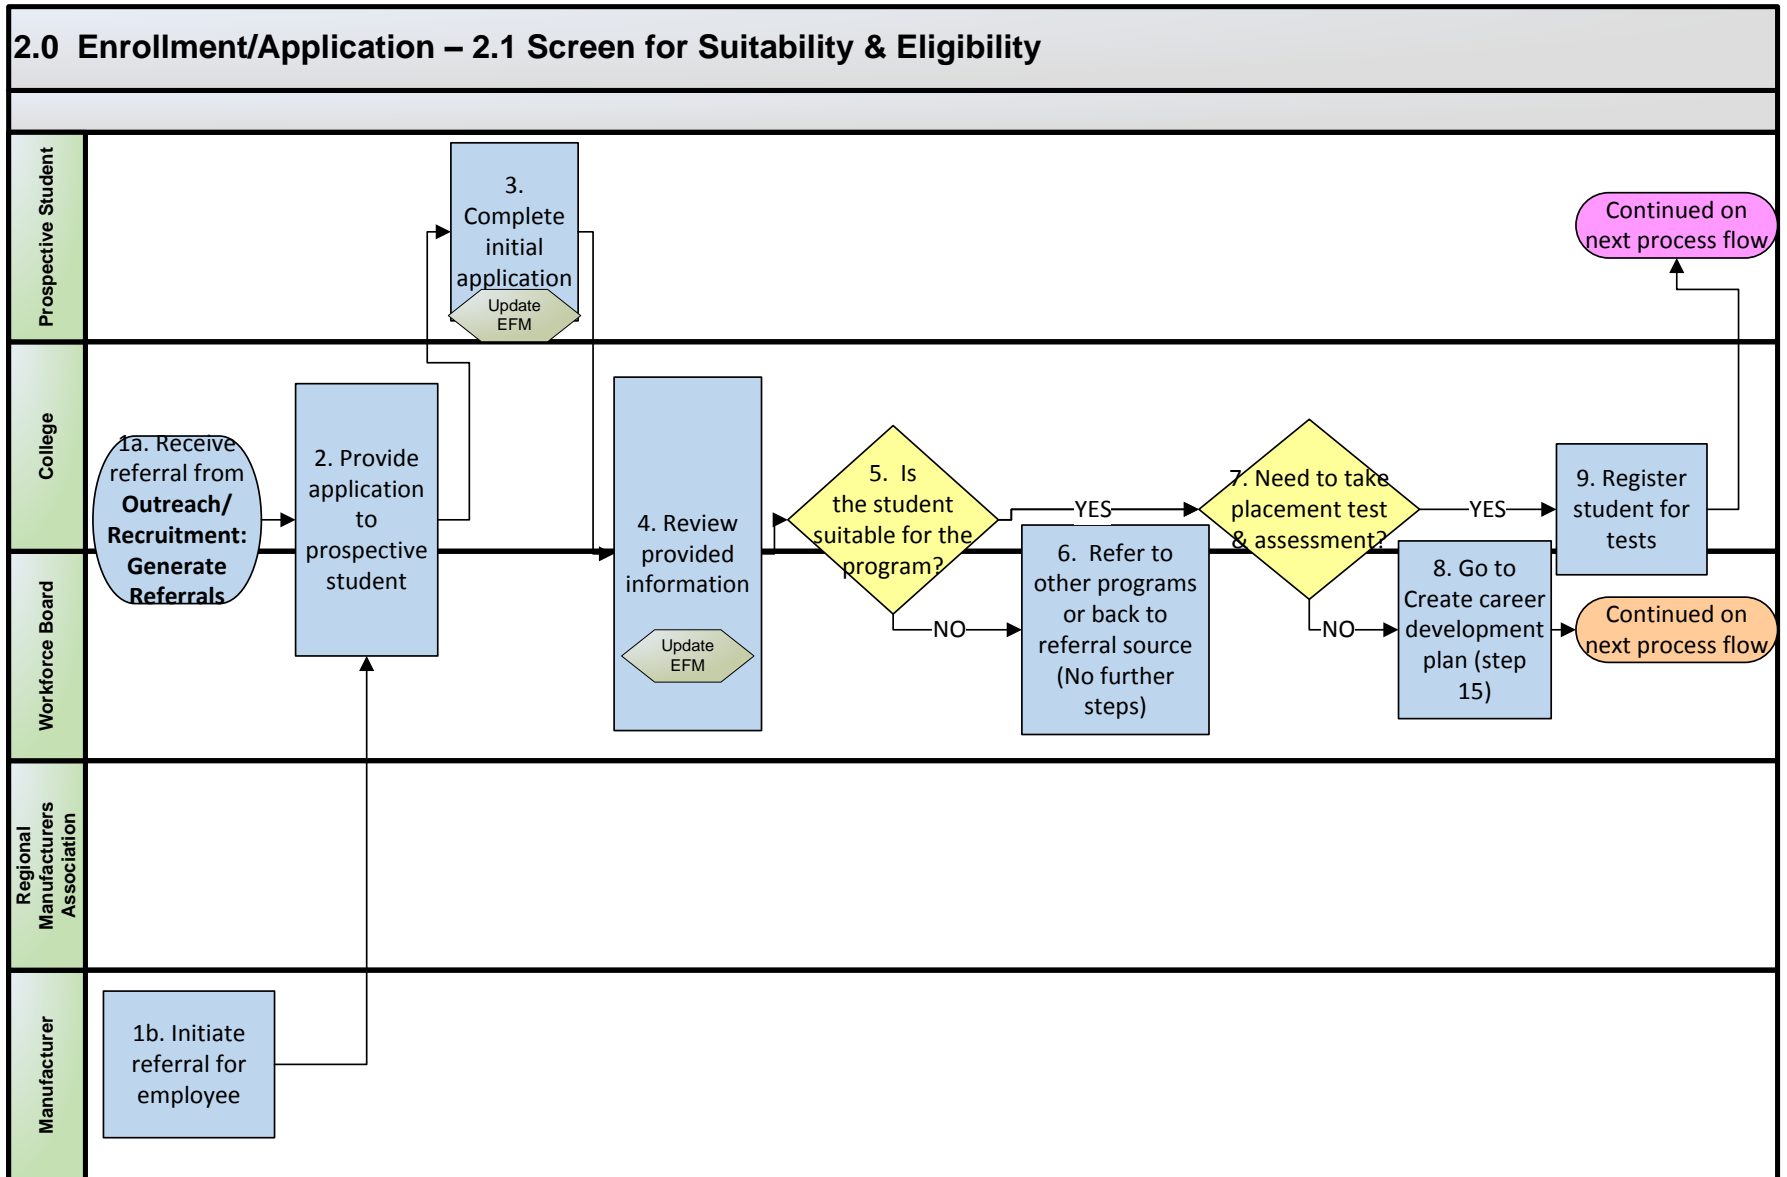 2.0  Enrollment/Application – 2.1 Screen for Suitability & Eligibility
Prospective Student
3.
Complete
initial
application
Update
EFM
Continued on
next process flow
College
1a. Receive
referral from
Outreach/
Recruitment:
Generate
Referrals
2. Provide
application
to
prospective
student
4. Review
provided
information
Update
EFM
5.  Is
the student
suitable for the
program?
YES
NO
6.  Refer to
other programs
or back to
referral source
(No further
steps)
7. Need to take
placement test
& assessment?
YES
NO
8. Go to
Create career
development
plan (step
15)
9. Register
student for
tests
Continued on
next process flow
Workforce Board
Regional
Manufacturers
Association
Manufacturer
1b. Initiate
referral for
employee